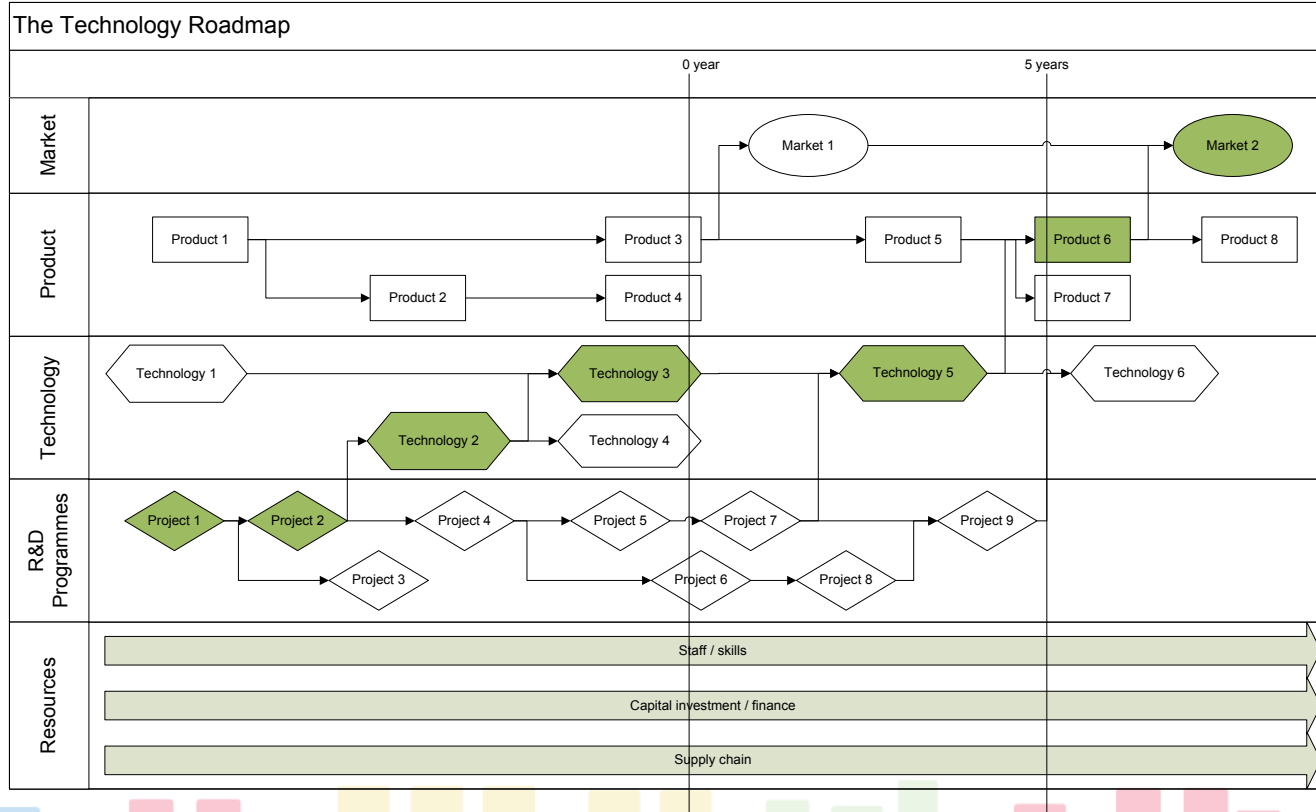 The Technology Roadmap
0 year
5 years
Market
Market 1
Market 2
Product
Product 1
Product 3
Product 5
Product 6
Product 8
Product 2
Product 4
Product 7
Technology
Technology 1
Technology 3
Technology 5
Technology 6
Technology 2
Technology 4
R&D
Programmes
Project 1
Project 2
Project 4
Project 5
Project 7
Project 9
Project 3
Project 6
Project 8
Resources
Staff / skills
Capital investment / finance
Supply chain